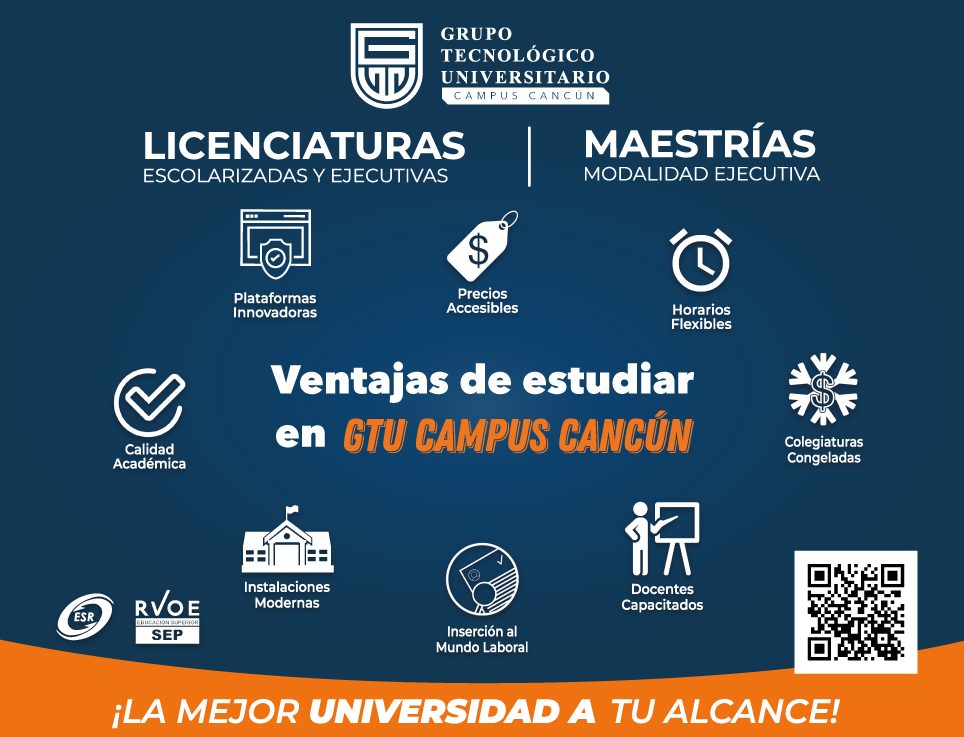 GRUPO
TECNOLÓGICO
UNIVERSITARIO
CAMPUS CANCÚN
LICENCIATURAS
ESCOLARIZADAS Y EJECUTIVAS
MAESTRÍAS
MODALIDAD EJECUTIVA
Plataformas
Innovadoras
$
Precios
Accesibles
Horarios
Flexibles
Ventajas de estudiar
en GTU CAMPUS CANCÚN
Calidad
Académica
$
Colegiaturas
Congeladas
Instalaciones
Modernas
Inserción al
Mundo Laboral
Docentes
Capacitados
ESR
RVOE
EDUCACIÓN SUPERIOR
SEP
¡LA MEJOR UNIVERSIDAD A TU ALCANCE!